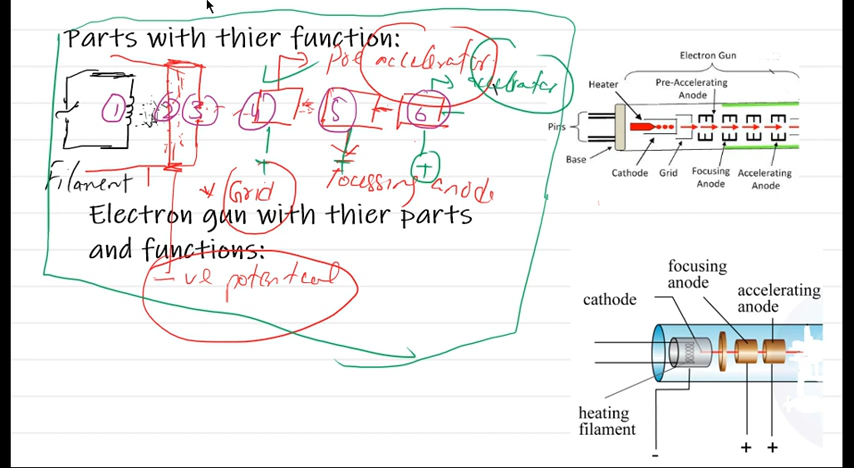 Parts with thier function:
Pre accelerator
accelrator
1 2 3 4 5 6
Filament
Grid
Focussing anode
+
Electron gun with thier parts
and functions:
-ve potential
Electron Gun
Heater
Pre-Accelerating
Anode
Pins
Base
Cathode
Grid
Focusing
Anode
Accelerating
Anode
focusing
anode
cathode
accelerating
anode
heating
filament
-
+ +